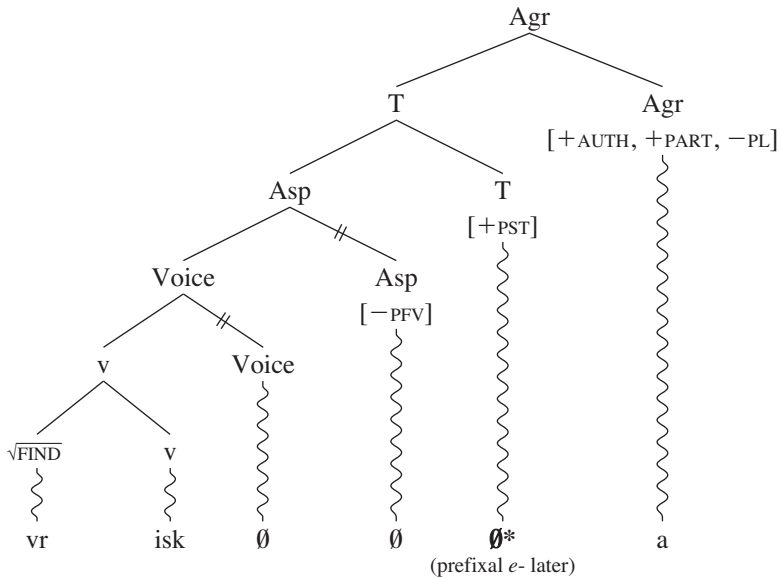 Agr
T Agr
[+AUTH, +PART, −PL]
Asp T
[+PST]
Voice Asp
[−PFV]
v Voice
√FIND v
vr isk Ø Ø Ø* a
(prefixal e- later)